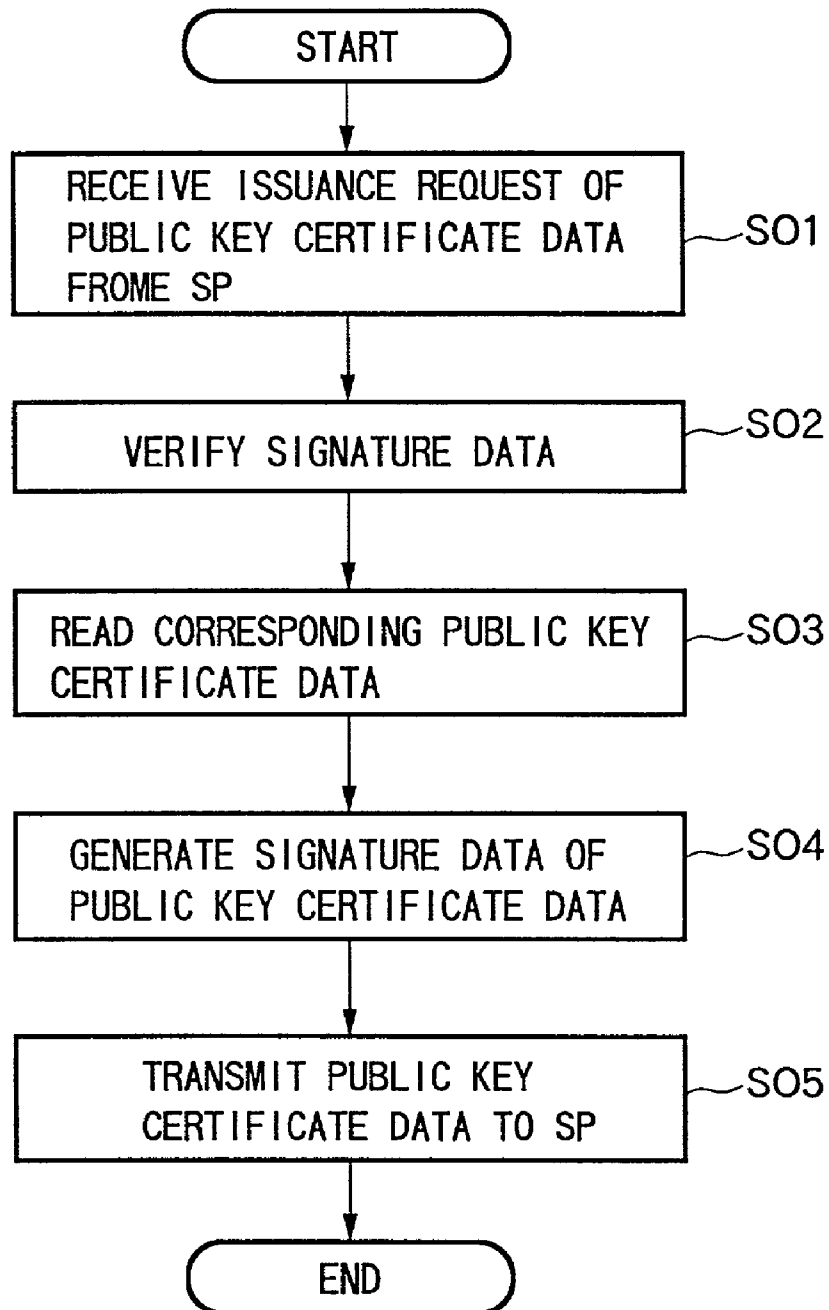 START
RECEIVE ISSUANCE REQUEST OF
PUBLIC KEY CERTIFICATE DATA
FROME SP
SO1
VERIFY SIGNATURE DATA
SO2
READ CORRESPONDING PUBLIC KEY
CERTIFICATE DATA
SO3
GENERATE SIGNATURE DATA OF
PUBLIC KEY CERTIFICATE DATA
SO4
TRANSMIT PUBLIC KEY
CERTIFICATE DATA TO SP
SO5
END